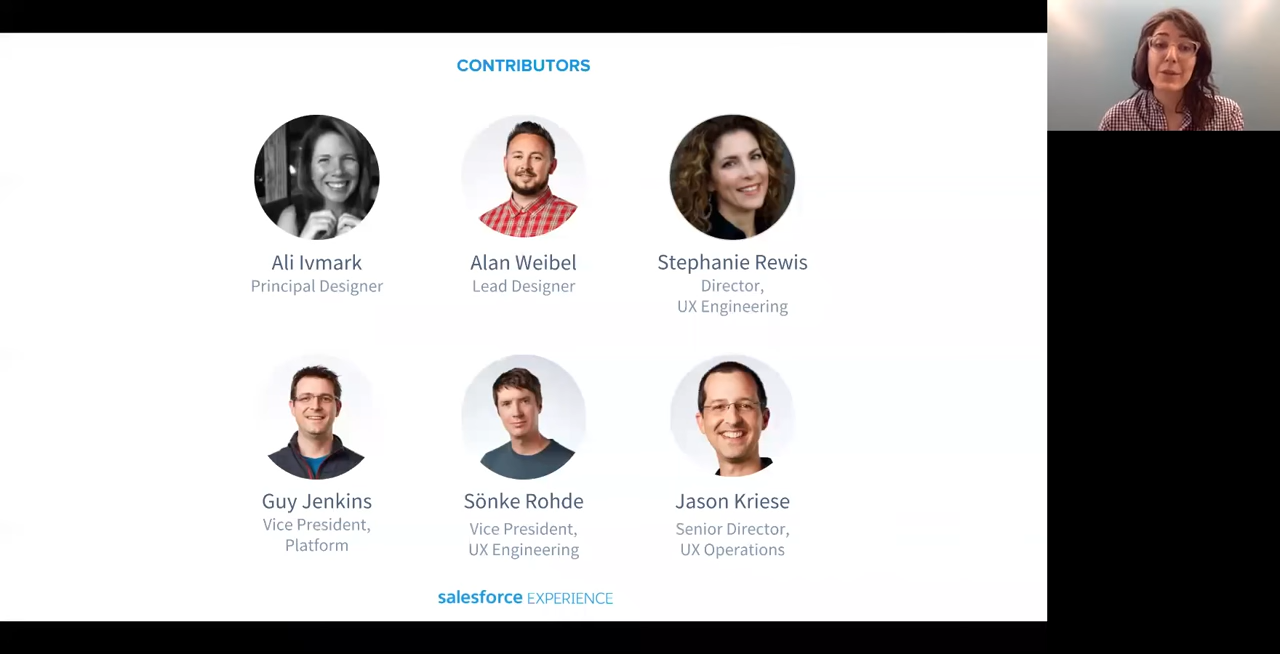 CONTRIBUTORS
Ali Ivmark
Principal Designer
Alan Weibel
Lead Designer
Stephanie Rewis
Director,
UX Engineering
Guy Jenkins
Vice President,
Platform
Sönke Rohde
Vice President,
UX Engineering
Jason Kriese
Senior Director,
UX Operations
salesforce EXPERIENCE